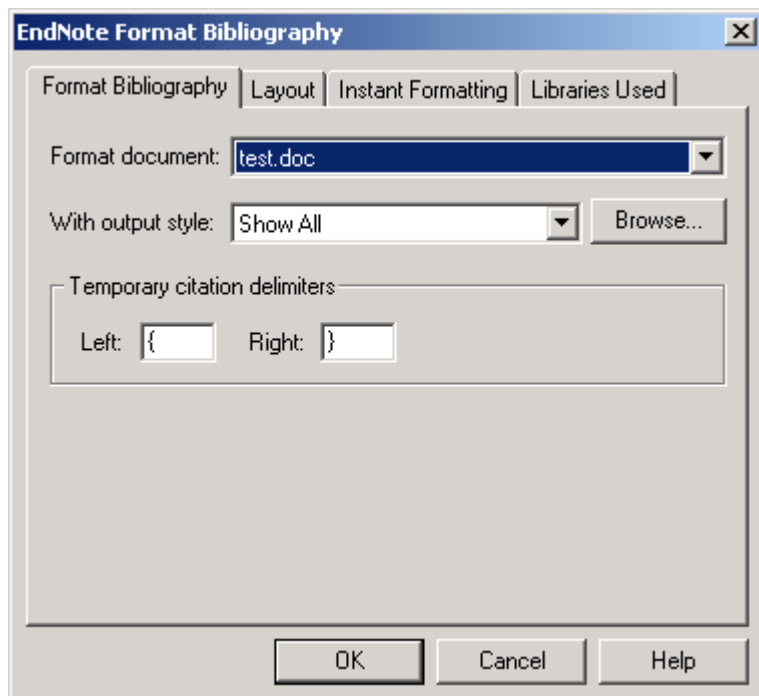 EndNote Format Bibliography
Format Bibliography Layout Instant Formatting Libraries Used
Format document: test.doc
With output style: Show All Browse...
Temporary citation delimiters
Left: { Right: }
OK Cancel Help